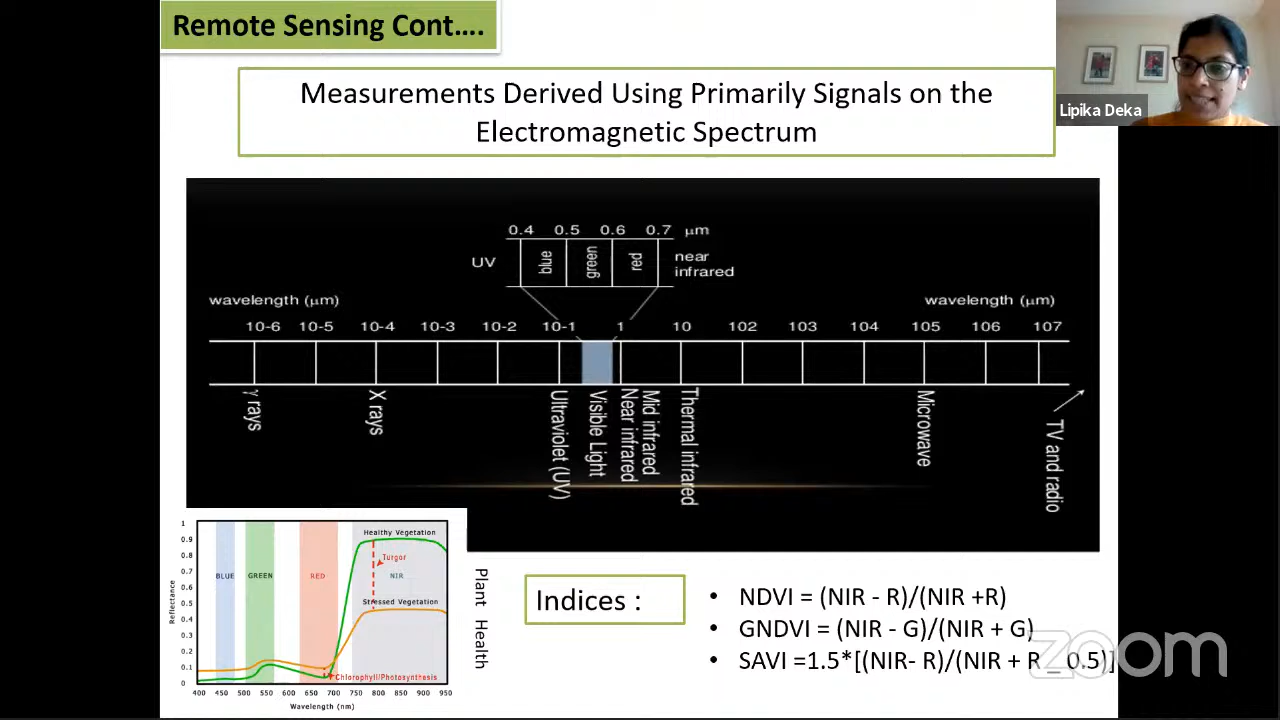 Remote Sensing Cont....
Lipika Deka
Measurements Derived Using Primarily Signals on the
Electromagnetic Spectrum
0.4 0.5 0.6 0.7 μm
UV blue green red near
infrared
wavelength (μm) wavelength (μm)
10-6 10-5 10-4 10-3 10-2 10-1 1 10 102 103 104 105 106 107
γ rays
X rays
Ultraviolet (UV)
Visible Light
Near infrared
Mid infrared
Thermal infrared
Microwave
TV and radio
1
0.9
0.8
0.7
0.6
0.5
0.4
0.3
0.2
0.1
0
Reflectance
Healthy Vegetation
Turgor
BLUE GREEN RED NIR
Stressed Vegetation
Chlorophyll/Photosynthesis
400 450 500 550 600 650 700 750 800 850 900 950
Wavelength (nm)
Plant Health
Indices :
• NDVI = (NIR - R)/(NIR +R)
• GNDVI = (NIR - G)/(NIR + G)
• SAVI =1.5*[(NIR- R)/(NIR + R _ 0.5)]
zoom